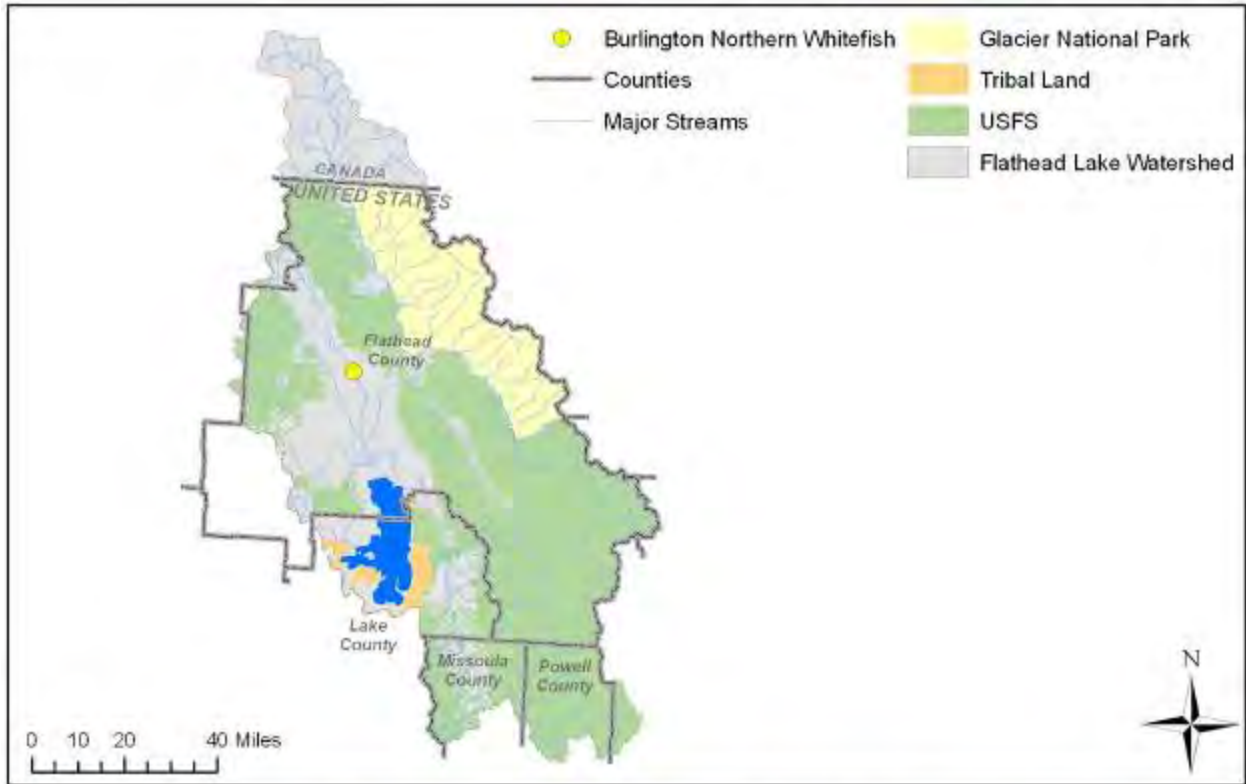 Burlington Northern Whitefish
Counties
Major Streams
Glacier National Park
Tribal Land
USFS
Flathead Lake Watershed
CANADA
UNITED STATES
Flathead
County
Lake
County
Missoula
County
Powell
County
N
0 10 20 40 Miles